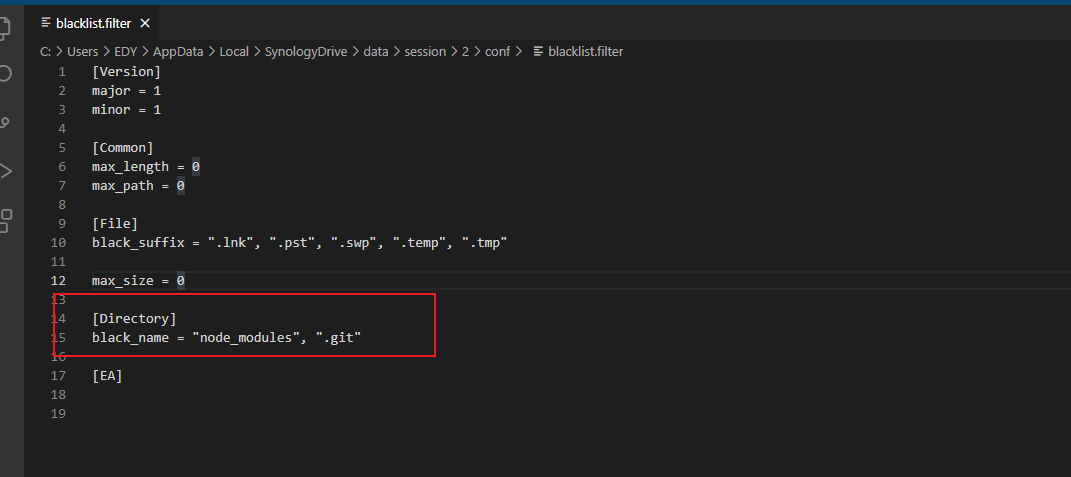 blacklist.filter
C: > Users > EDY > AppData > Local > SynologyDrive > data > session > 2 > conf > blacklist.filter
1 [Version]
2 major = 1
3 minor = 1
4
5 [Common]
6 max_length = 0
7 max_path = 0
8
9 [File]
10 black_suffix = ".lnk", ".pst", ".swp", ".temp", ".tmp"
11
12 max_size = 0
13
14 [Directory]
15 black_name = "node_modules", ".git"
16
17 [EA]
18
19